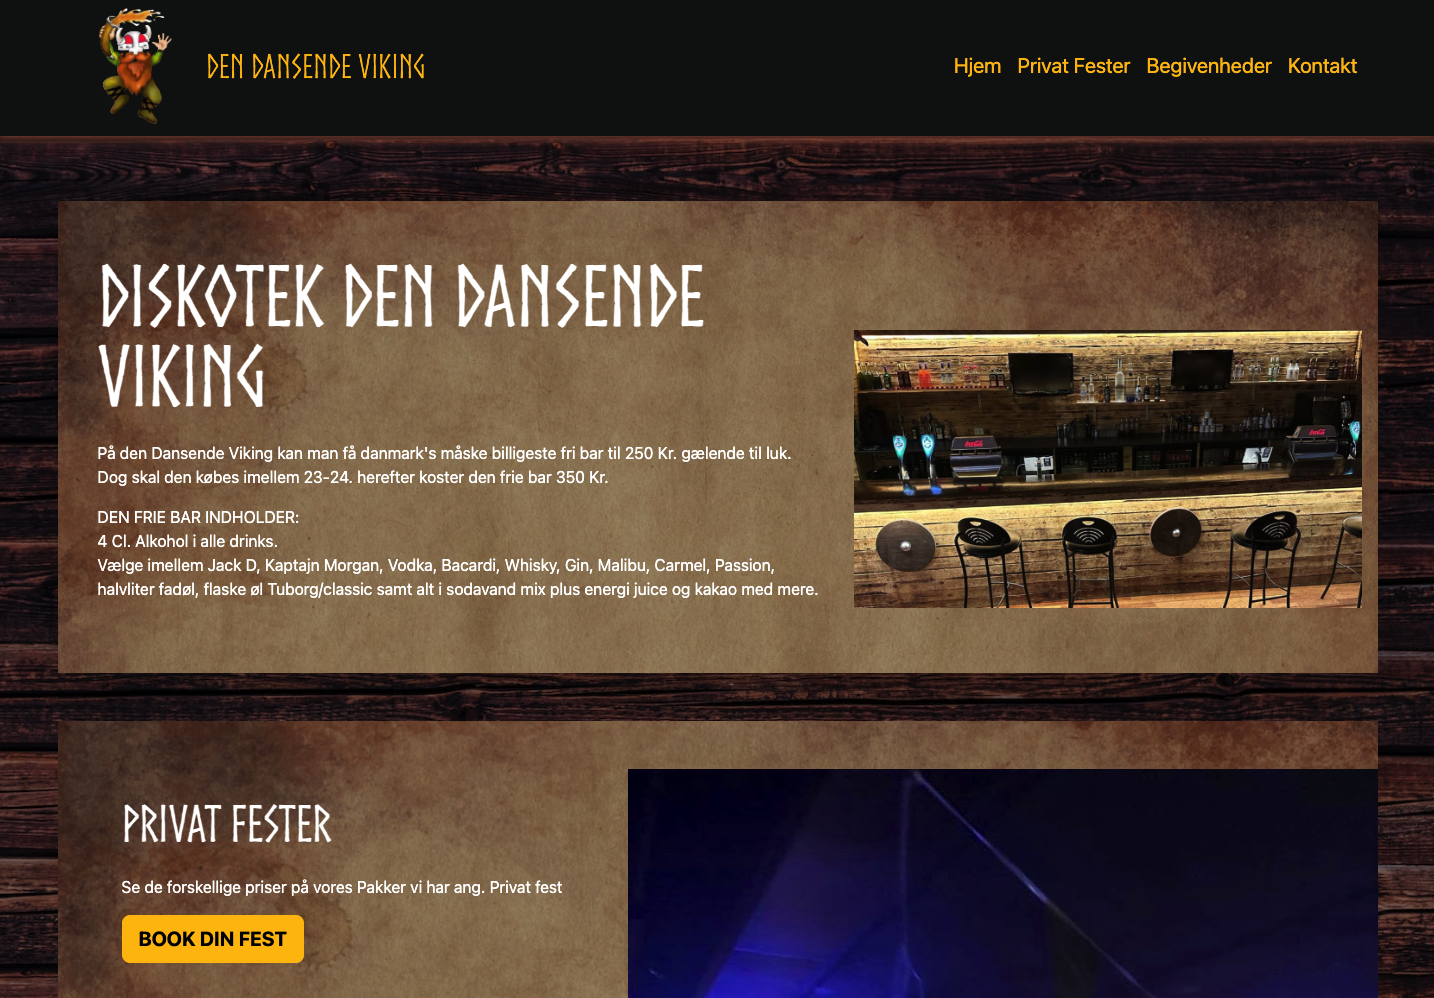 DEN DANSENDE VIKING
Hjem Privat Fester Begivenheder Kontakt
DISKOTEK DEN DANSENDE
VIKING
På den Dansende Viking kan man få danmark's måske billigeste fri bar til 250 Kr. gælende til luk.
Dog skal den købes imellem 23-24. herefter koster den frie bar 350 Kr.
DEN FRIE BAR INDHOLDER:
4 Cl. Alkohol i alle drinks.
Vælge imellem Jack D, Kaptajn Morgan, Vodka, Bacardi, Whisky, Gin, Malibu, Carmel, Passion,
halvliter fadøl, flaske øl Tuborg/classic samt alt i sodavand mix plus energi juice og kakao med mere.
PRIVAT FESTER
Se de forskellige priser på vores Pakker vi har ang. Privat fest
BOOK DIN FEST